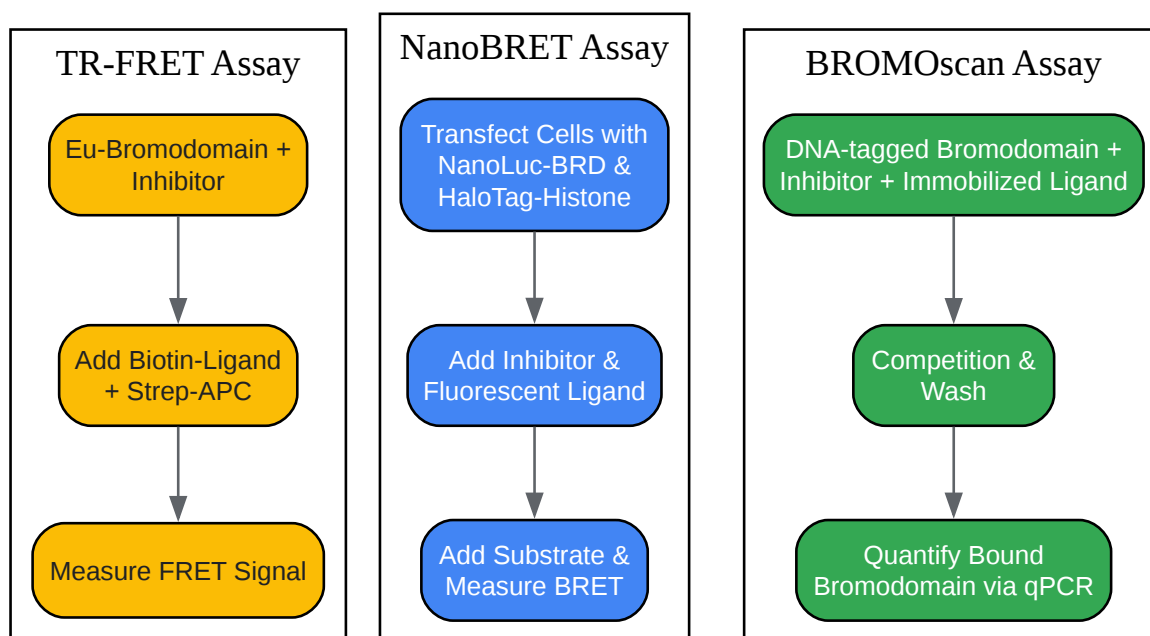 TR-FRET Assay
Eu-Bromodomain +
Inhibitor
Add Biotin-Ligand
+ Strep-APC
Measure FRET Signal
NanoBRET Assay
Transfect Cells with
NanoLuc-BRD &
HaloTag-Histone
Add Inhibitor &
Fluorescent Ligand
Add Substrate &
Measure BRET
BROMOscan Assay
DNA-tagged Bromodomain +
Inhibitor + Immobilized Ligand
Competition &
Wash
Quantify Bound
Bromodomain via qPCR